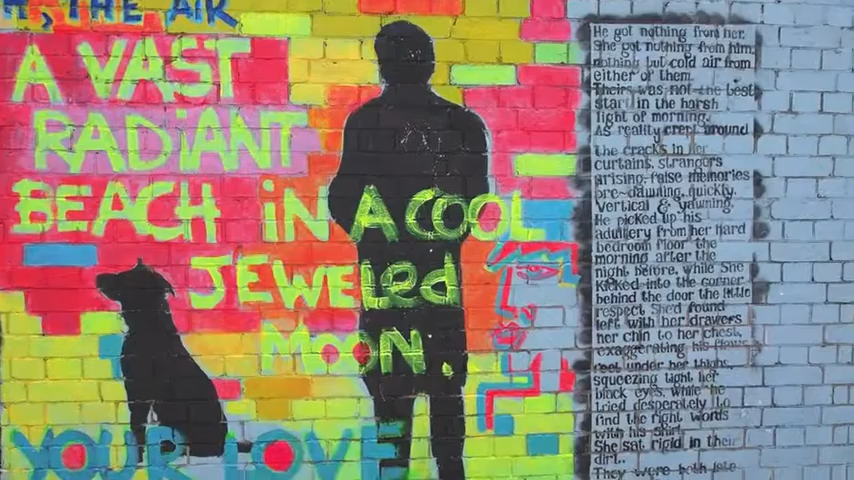 H, THE AIR
A VAST
RADiANT
BEACH iN A COOL
JEWELed
MOON.
YOUR LOVE
He got nothing from her.
She got nothing from him,
nothing but cold air from
either of them.
Theirs was not the best
start in the harsh
light of morning.
As reality crept around
the cracks in her
curtains, strangers
arising, false memories
pre-dawning, quickly.
Vertical & yawning.
He picked up his
adultery from her hard
bedroom floor the
morning after the
night before, while She
Kicked into the corner
behind the door the little
respect She'd found
left with her drawers
her chin to her chest,
exaggerating his flaws
under her thighs,
squeezing tight her
black eyes, while he
tried desperately to
find the right words
with his shirt.
She sat rigid in their
dirt..
They were both late